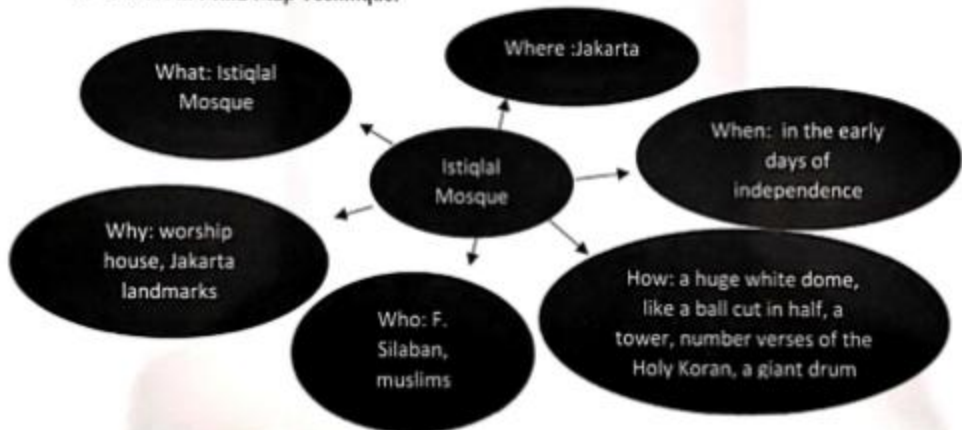 Where :Jakarta
What: Istiqlal
Mosque
When: in the early
days of
independence
Istiqlal
Mosque
Why: worship
house, Jakarta
landmarks
Who: F.
Silaban,
muslims
How: a huge white dome,
like a ball cut in half, a
tower, number verses of the
Holy Koran, a giant drum